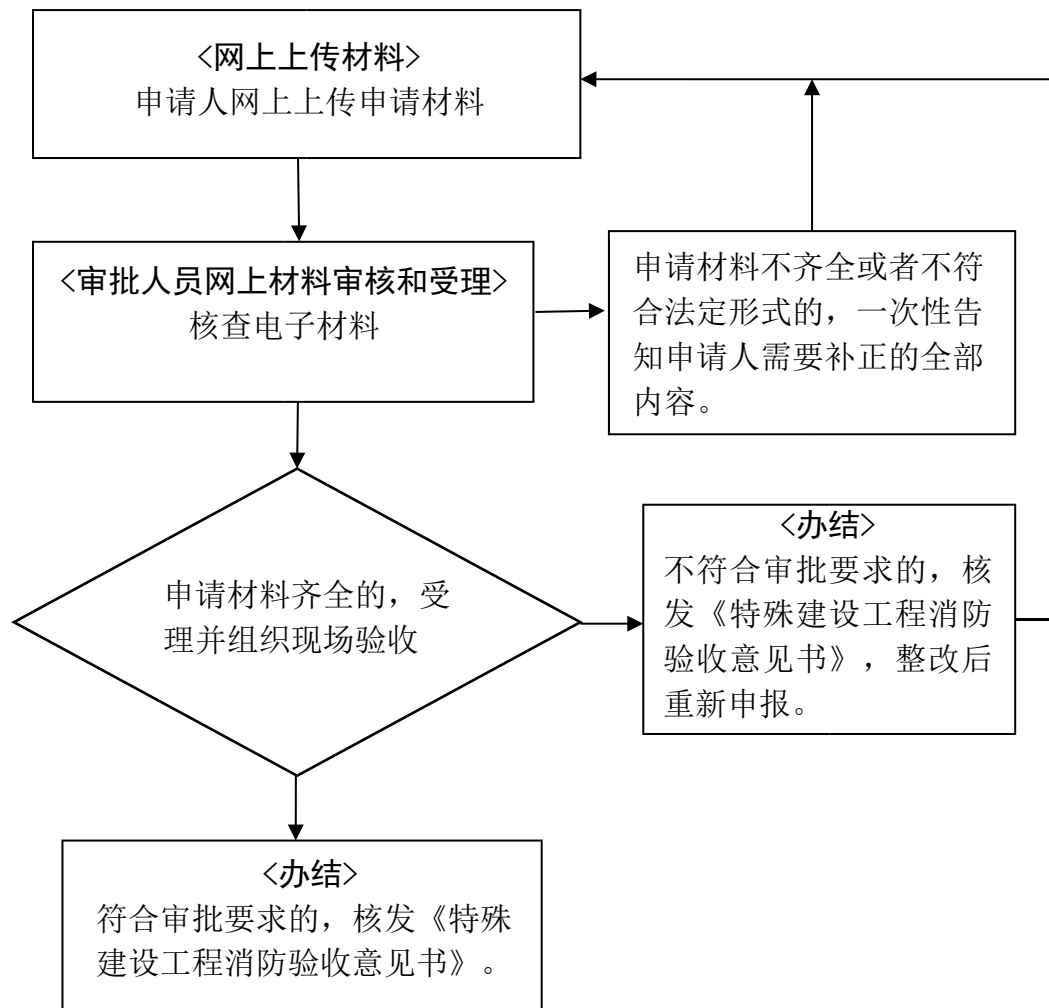 <网上上传材料>
申请人网上上传申请材料
<审批人员网上材料审核和受理>
核查电子材料
申请材料不齐全或者不符
合法定形式的，一次性告
知申请人需要补正的全部
内容。
申请材料齐全的，受
理并组织现场验收
<办结>
不符合审批要求的，核
发《特殊建设工程消防
验收意见书》，整改后
重新申报。
<办结>
符合审批要求的，核发《特殊
建设工程消防验收意见书》。